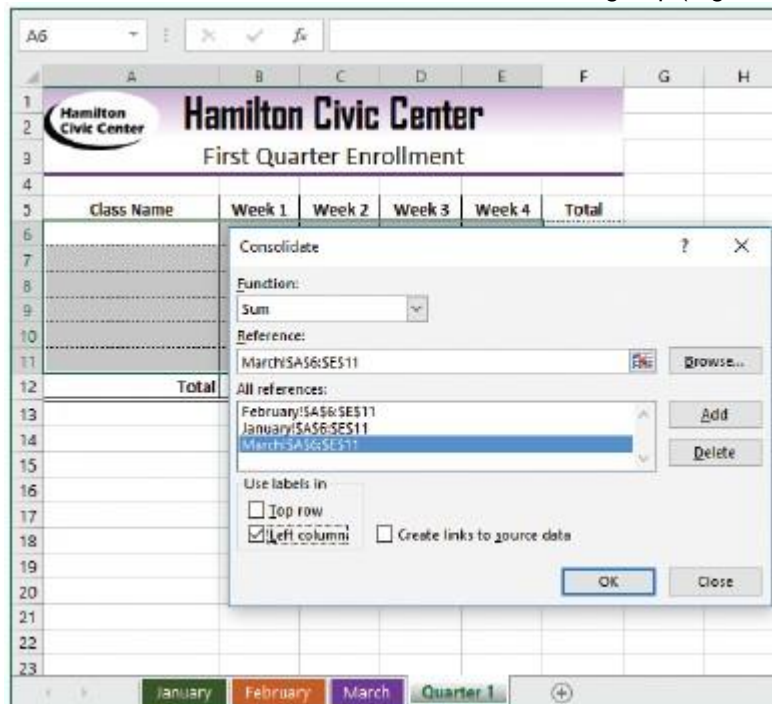 A6
fx
A B C D E F G H
Hamilton
Civic Center
Hamilton Civic Center
First Quarter Enrollment
Class Name Week 1 Week 2 Week 3 Week 4 Total
Total
1
2
3
4
5
6
7
8
9
10
11
12
13
14
15
16
17
18
19
20
21
22
23
Consolidate ? ×
Function:
Sum
Reference:
March!$A$6:$E$11
Browse...
All references:
February!$A$6:$E$11
January!$A$6:$E$11
March!$A$6:$E$11
Add
Delete
Use labels in
Top row
Left column
Create links to source data
OK Close
January February March Quarter 1